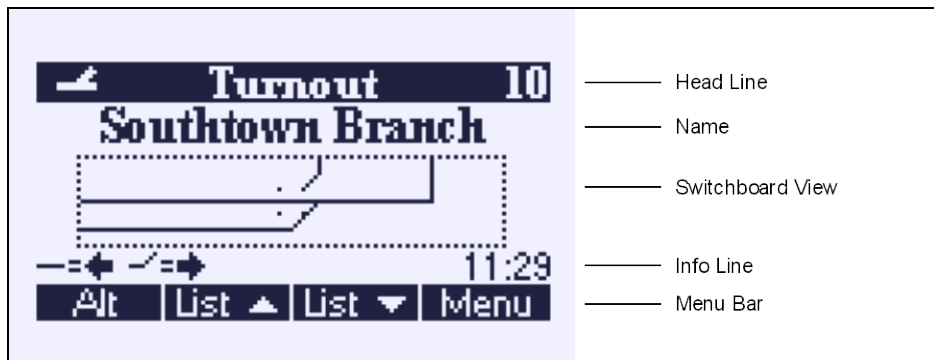 Turnout 10
Head Line
Southtown Branch
Name
Switchboard View
11:29
Info Line
Alt List ▲ List ▼ Menu
Menu Bar